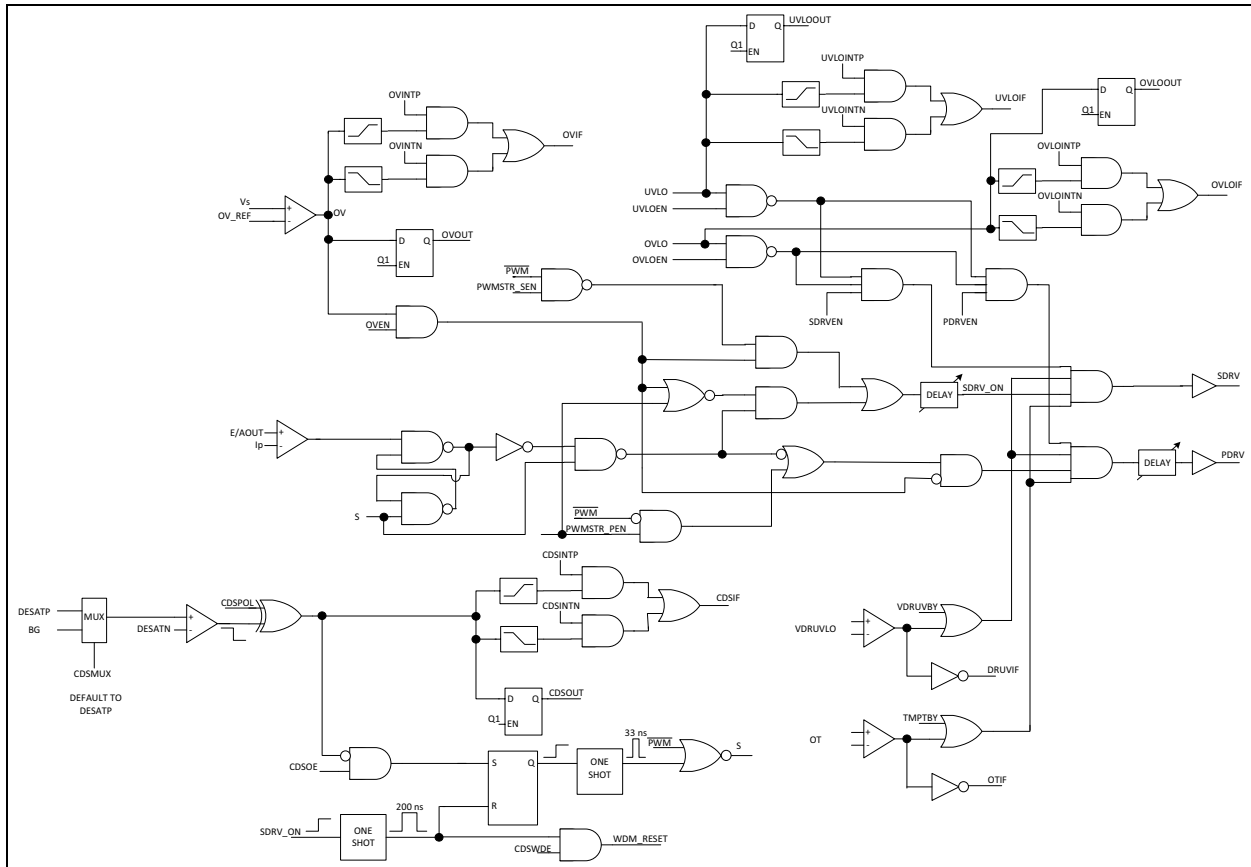 UVLOOUT
D Q
Q1
EN
UVLOINTP
OVLOOUT
D Q
Q1
EN
UVLOIF
UVLOINTN
OVINTP
OVIF
OVINTN
OVLOINTP
OVLOIF
OVLOINTN
UVLO
UVLOEN
Vs
+
OV_REF
-
OV
OVOUT
D Q
Q1
EN
OVLO
OVLOEN
PWM
PWMSTR_SEN
SDRVEN
PDRVEN
OVEN
SDRV
DELAY
SDRV_ON
E/AOUT
+
Ip
-
DELAY
PDRV
S
PWM
PWMSTR_PEN
CDSINTP
CDSIF
CDSINTN
DESATP
MUX
BG
CDSPOL
+
DESATN
-
CDSMUX
DEFAULT TO
DESATP
VDRUVBY
VDRUVLO
+
-
DRUVIF
CDSOUT
D Q
Q1
EN
TMPTBY
OT
+
-
OTIF
33 ns
PWM
S
CDSOE
S Q
ONE
SHOT
R
200 ns
SDRV_ON
ONE
SHOT
WDM_RESET
CDSWDE